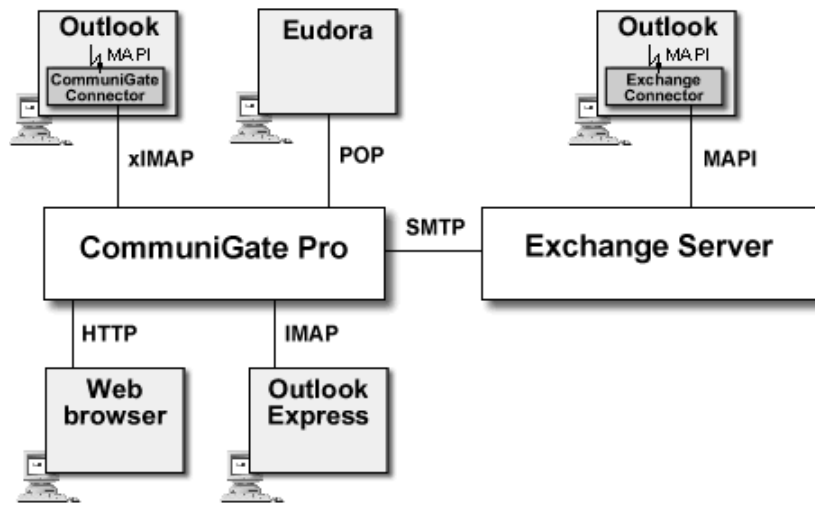 Outlook
MAPI
CommuniGate
Connector
Eudora
Outlook
MAPI
Exchange
Connector
xIMAP
POP
MAPI
CommuniGate Pro
SMTP
Exchange Server
HTTP
IMAP
Web
browser
Outlook
Express